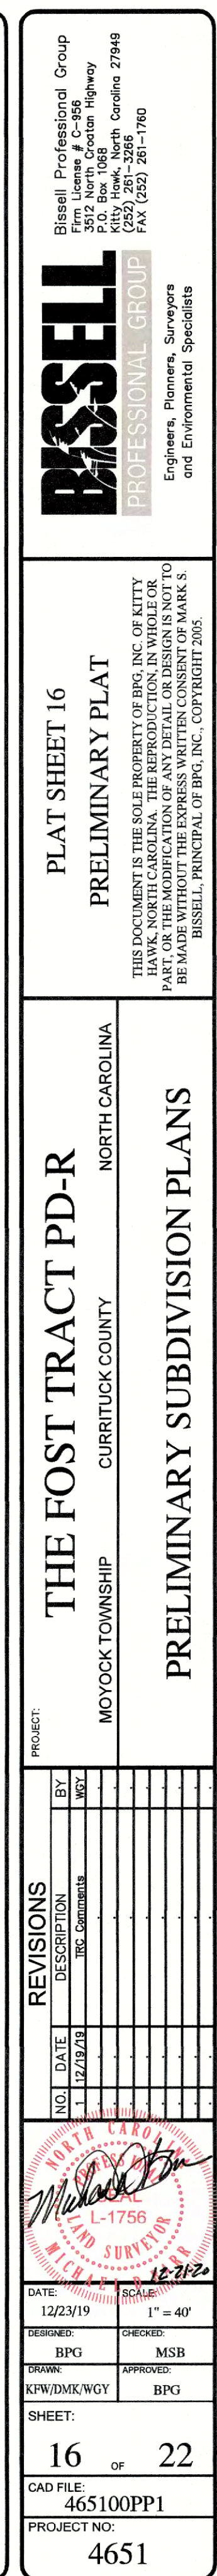 Bissell Professional Group
Firm License # C-956
3512 North Croatan Highway
P.O. Box 1068
Kitty Hawk, North Carolina 27949
(252) 261-3266
FAX (252) 261-1760
BISSELL
PROFESSIONAL GROUP
Engineers, Planners, Surveyors
and Environmental Specialists
PLAT SHEET 16
PRELIMINARY PLAT
THIS DOCUMENT IS THE SOLE PROPERTY OF BPG, INC. OF KITTY
HAWK, NORTH CAROLINA. THE REPRODUCTION, IN WHOLE OR
PART, OR THE MODIFICATION OF ANY DETAIL OR DESIGN IS NOT TO
BE MADE WITHOUT THE EXPRESS WRITTEN CONSENT OF MARK S.
BISSELL, PRINCIPAL OF BPG, INC., COPYRIGHT 2005.
PROJECT:
THE FOST TRACT PD-R
MOYOCK TOWNSHIP CURRITUCK COUNTY NORTH CAROLINA
PRELIMINARY SUBDIVISION PLANS
REVISIONS
NO. DATE DESCRIPTION BY
1 12/19/19 TRC Comments WGY
NORTH CAROLINA
SEAL
L-1756
LAND SURVEYOR
MICHAEL D. BARR
12-21-20
DATE: SCALE:
12/23/19 1" = 40'
DESIGNED: CHECKED:
BPG MSB
DRAWN: APPROVED:
KFW/DMK/WGY BPG
SHEET:
16 OF 22
CAD FILE:
465100PP1
PROJECT NO:
4651